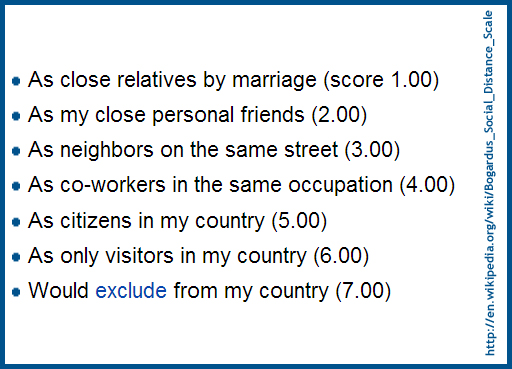 As close relatives by marriage (score 1.00)
As my close personal friends (2.00)
As neighbors on the same street (3.00)
As co-workers in the same occupation (4.00)
As citizens in my country (5.00)
As only visitors in my country (6.00)
Would exclude from my country (7.00)
http://en.wikipedia.org/wiki/Bogardus_Social_Distance_Scale